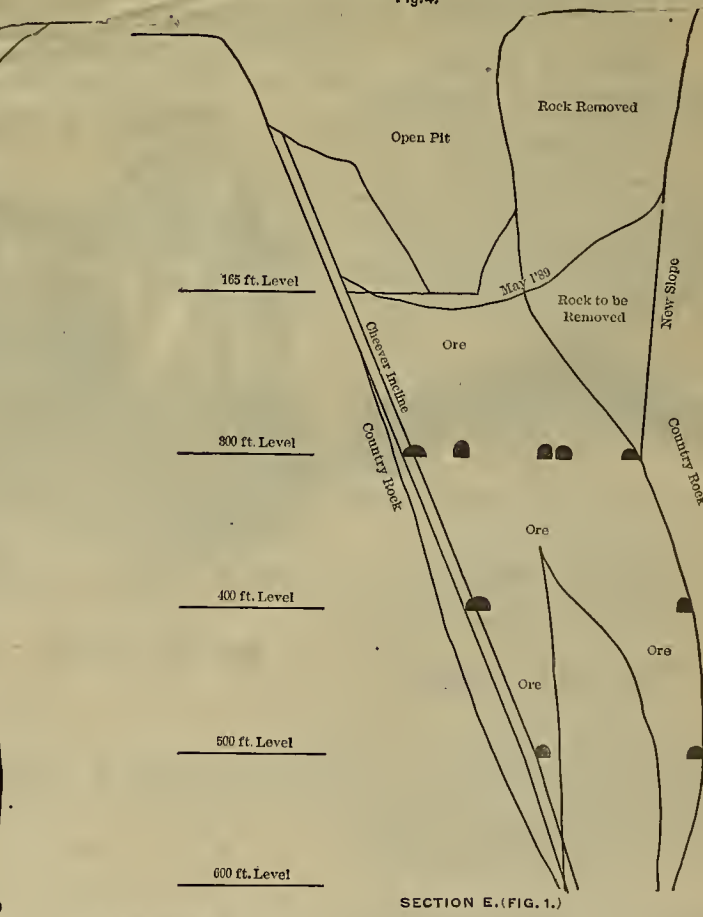 Fig. 4,
Rock Removed
Open Pit
165 ft. Level
May 1'89
Rock to be
Removed
New Slope
Ore
Cheever Incline
300 ft. Level
Country Rock
Country Rock
Ore
400 ft. Level
Ore
Ore
500 ft. Level
600 ft. Level
SECTION E.(FIG. 1.)